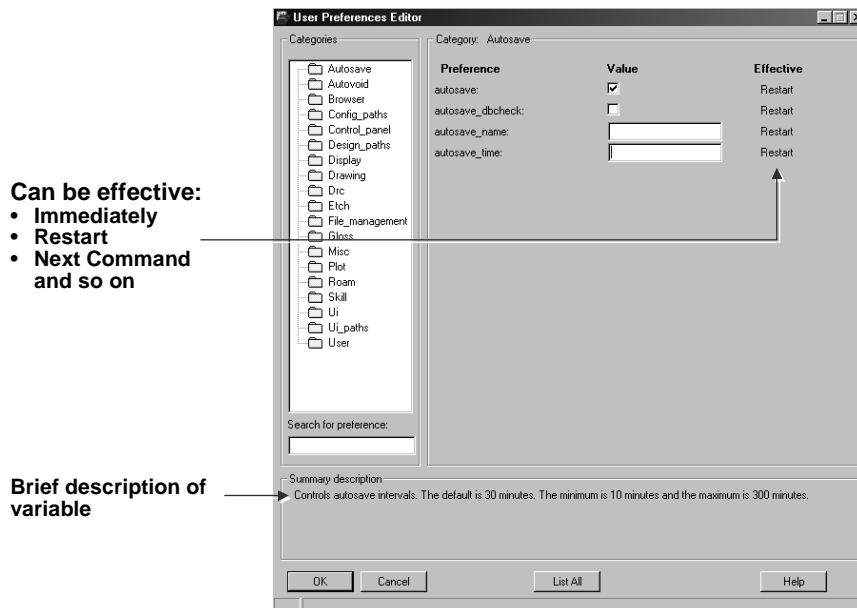 User Preferences Editor
Categories
Autosave
Autovoid
Browser
Config_paths
Control_panel
Design_paths
Display
Drawing
Drc
Etch
File_management
Gloss
Misc
Plot
Roam
Skill
Ui
Ui_paths
User
Search for preference:
Category: Autosave
Preference Value Effective
autosave: Restart
autosave_dbcheck: Restart
autosave_name: Restart
autosave_time: Restart
Can be effective:
• Immediately
• Restart
• Next Command
and so on
Brief description of
variable
Summary description
Controls autosave intervals. The default is 30 minutes. The minimum is 10 minutes and the maximum is 300 minutes.
OK Cancel List All Help